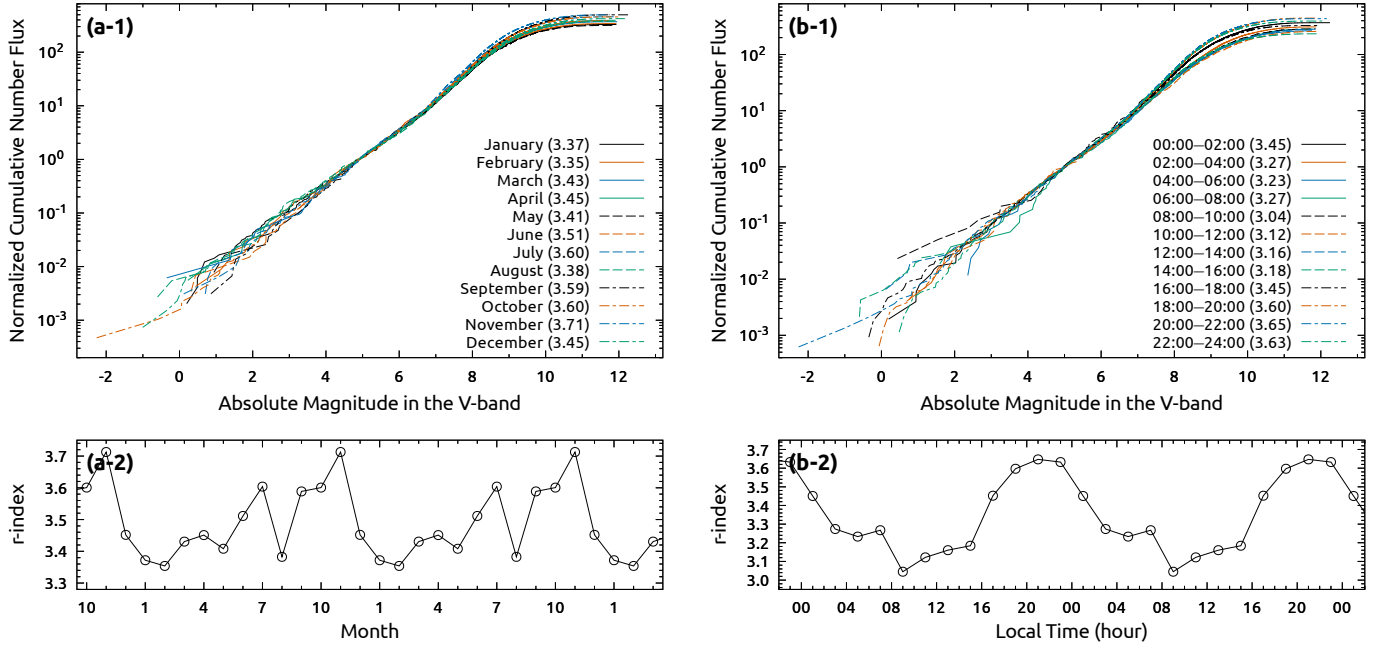 (a-1)
Normalized Cumulative Number Flux
10^2
10^1
10^0
10^-1
10^-2
10^-3
January (3.37)
February (3.35)
March (3.43)
April (3.45)
May (3.41)
June (3.51)
July (3.60)
August (3.38)
September (3.59)
October (3.60)
November (3.71)
December (3.45)
-2 0 2 4 6 8 10 12
Absolute Magnitude in the V-band
(b-1)
Normalized Cumulative Number Flux
10^2
10^1
10^0
10^-1
10^-2
10^-3
00:00—02:00 (3.45)
02:00—04:00 (3.27)
04:00—06:00 (3.23)
06:00—08:00 (3.27)
08:00—10:00 (3.04)
10:00—12:00 (3.12)
12:00—14:00 (3.16)
14:00—16:00 (3.18)
16:00—18:00 (3.45)
18:00—20:00 (3.60)
20:00—22:00 (3.65)
22:00—24:00 (3.63)
-2 0 2 4 6 8 10 12
Absolute Magnitude in the V-band
(a-2)
r-index
3.7
3.6
3.5
3.4
3.3
10 1 4 7 10 1 4 7 10 1
Month
(b-2)
r-index
3.7
3.6
3.5
3.4
3.3
3.2
3.1
3.0
00 04 08 12 16 20 00 04 08 12 16 20 00
Local Time (hour)